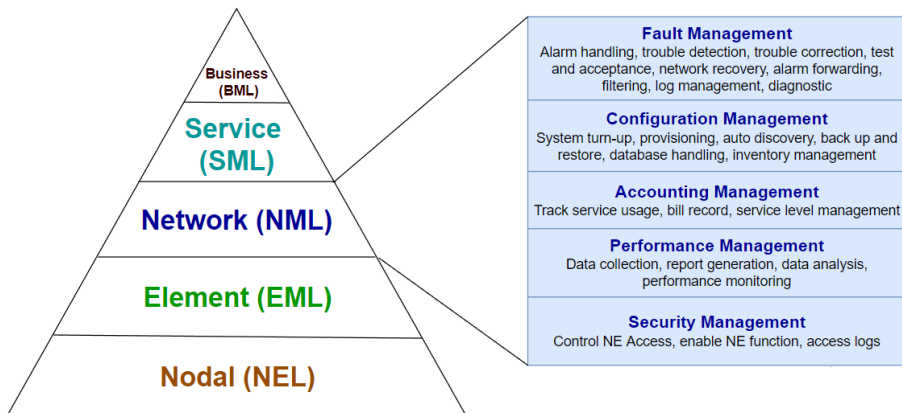 Business
(BML)
Service
(SML)
Network (NML)
Element (EML)
Nodal (NEL)
Fault Management
Alarm handling, trouble detection, trouble correction, test
and acceptance, network recovery, alarm forwarding,
filtering, log management, diagnostic
Configuration Management
System turn-up, provisioning, auto discovery, back up and
restore, database handling, inventory management
Accounting Management
Track service usage, bill record, service level management
Performance Management
Data collection, report generation, data analysis,
performance monitoring
Security Management
Control NE Access, enable NE function, access logs